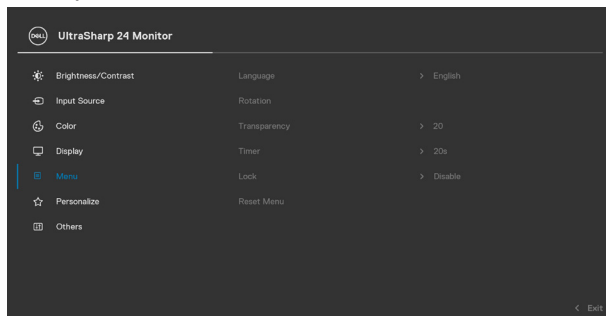 DELL UltraSharp 24 Monitor
Brightness/Contrast Language > English
Input Source Rotation
Color Transparency > 20
Display Timer > 20s
Menu Lock > Disable
Personalize Reset Menu
Others
< Exit